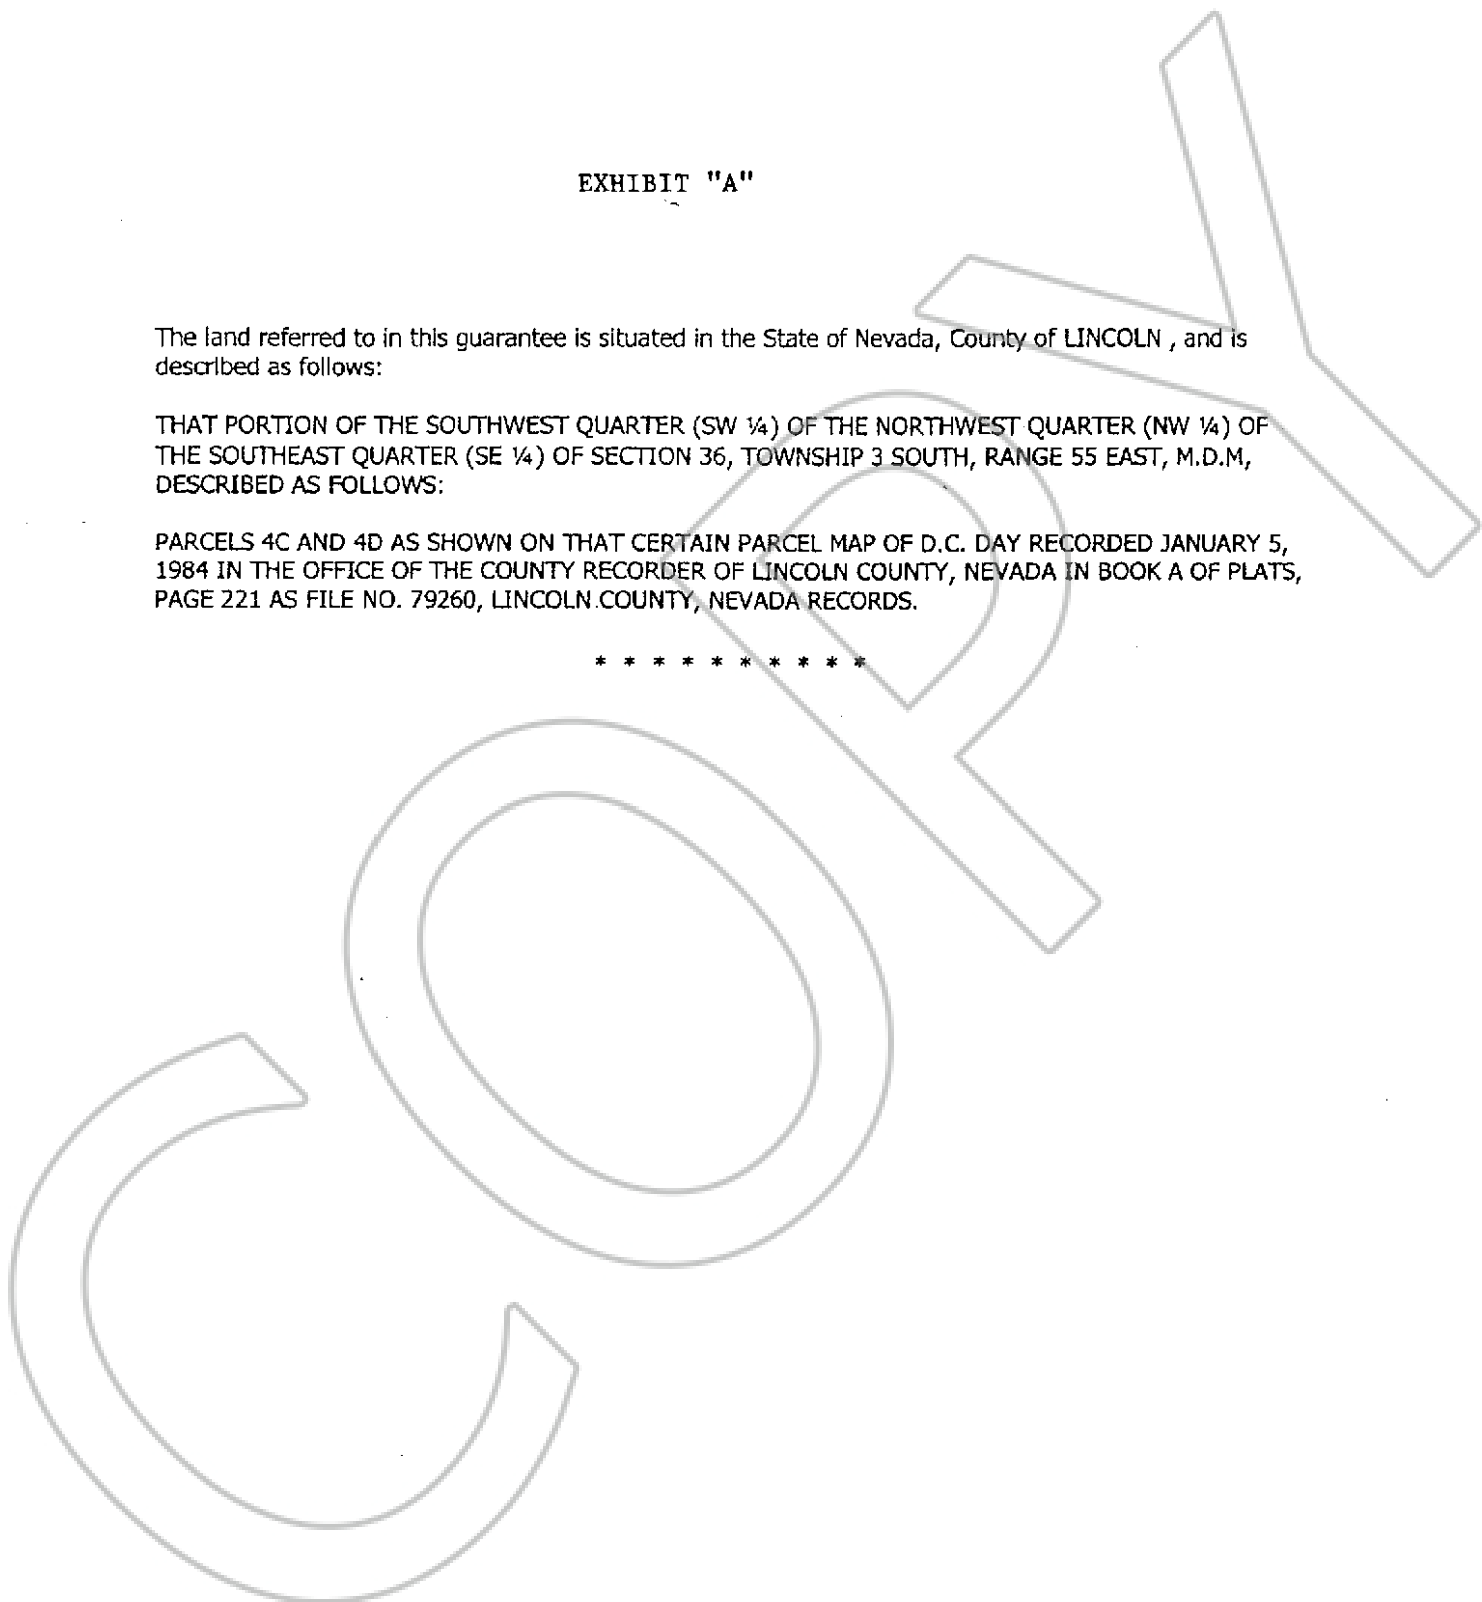 EXHIBIT "A"
The land referred to in this guarantee is situated in the State of Nevada, County of LINCOLN , and is
described as follows:
THAT PORTION OF THE SOUTHWEST QUARTER (SW ¼) OF THE NORTHWEST QUARTER (NW ¼) OF
THE SOUTHEAST QUARTER (SE ¼) OF SECTION 36, TOWNSHIP 3 SOUTH, RANGE 55 EAST, M.D.M,
DESCRIBED AS FOLLOWS:
PARCELS 4C AND 4D AS SHOWN ON THAT CERTAIN PARCEL MAP OF D.C. DAY RECORDED JANUARY 5,
1984 IN THE OFFICE OF THE COUNTY RECORDER OF LINCOLN COUNTY, NEVADA IN BOOK A OF PLATS,
PAGE 221 AS FILE NO. 79260, LINCOLN COUNTY, NEVADA RECORDS.
* * * * * * * * * *
COPY